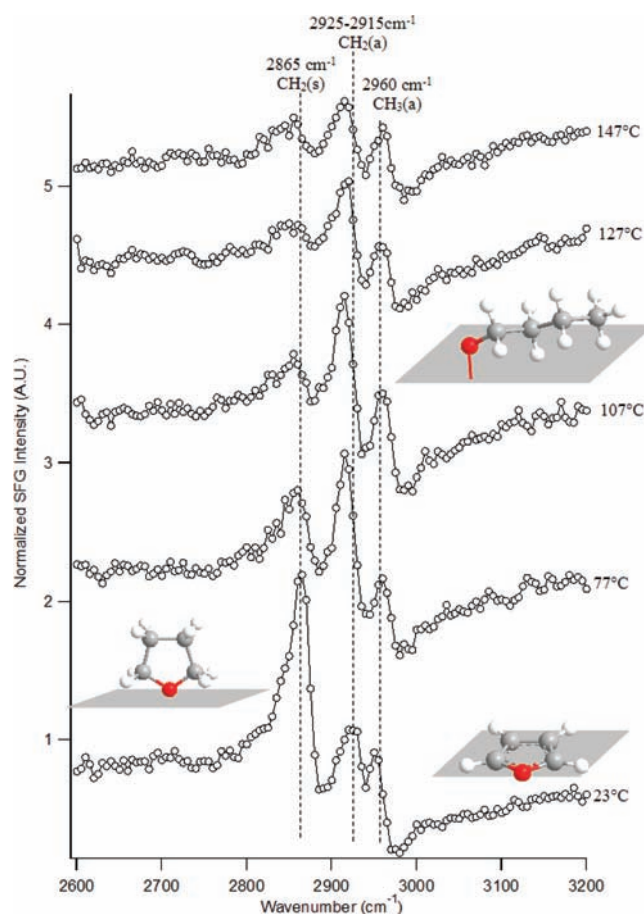 2925-2915cm⁻¹
CH₂(a)
2865 cm⁻¹
CH₂(s)
2960 cm⁻¹
CH₃(a)
147°C
5
127°C
4
107°C
3
77°C
2
1
23°C
Normalized SFG Intensity (A.U.)
2600 2700 2800 2900 3000 3100 3200
Wavenumber (cm⁻¹)